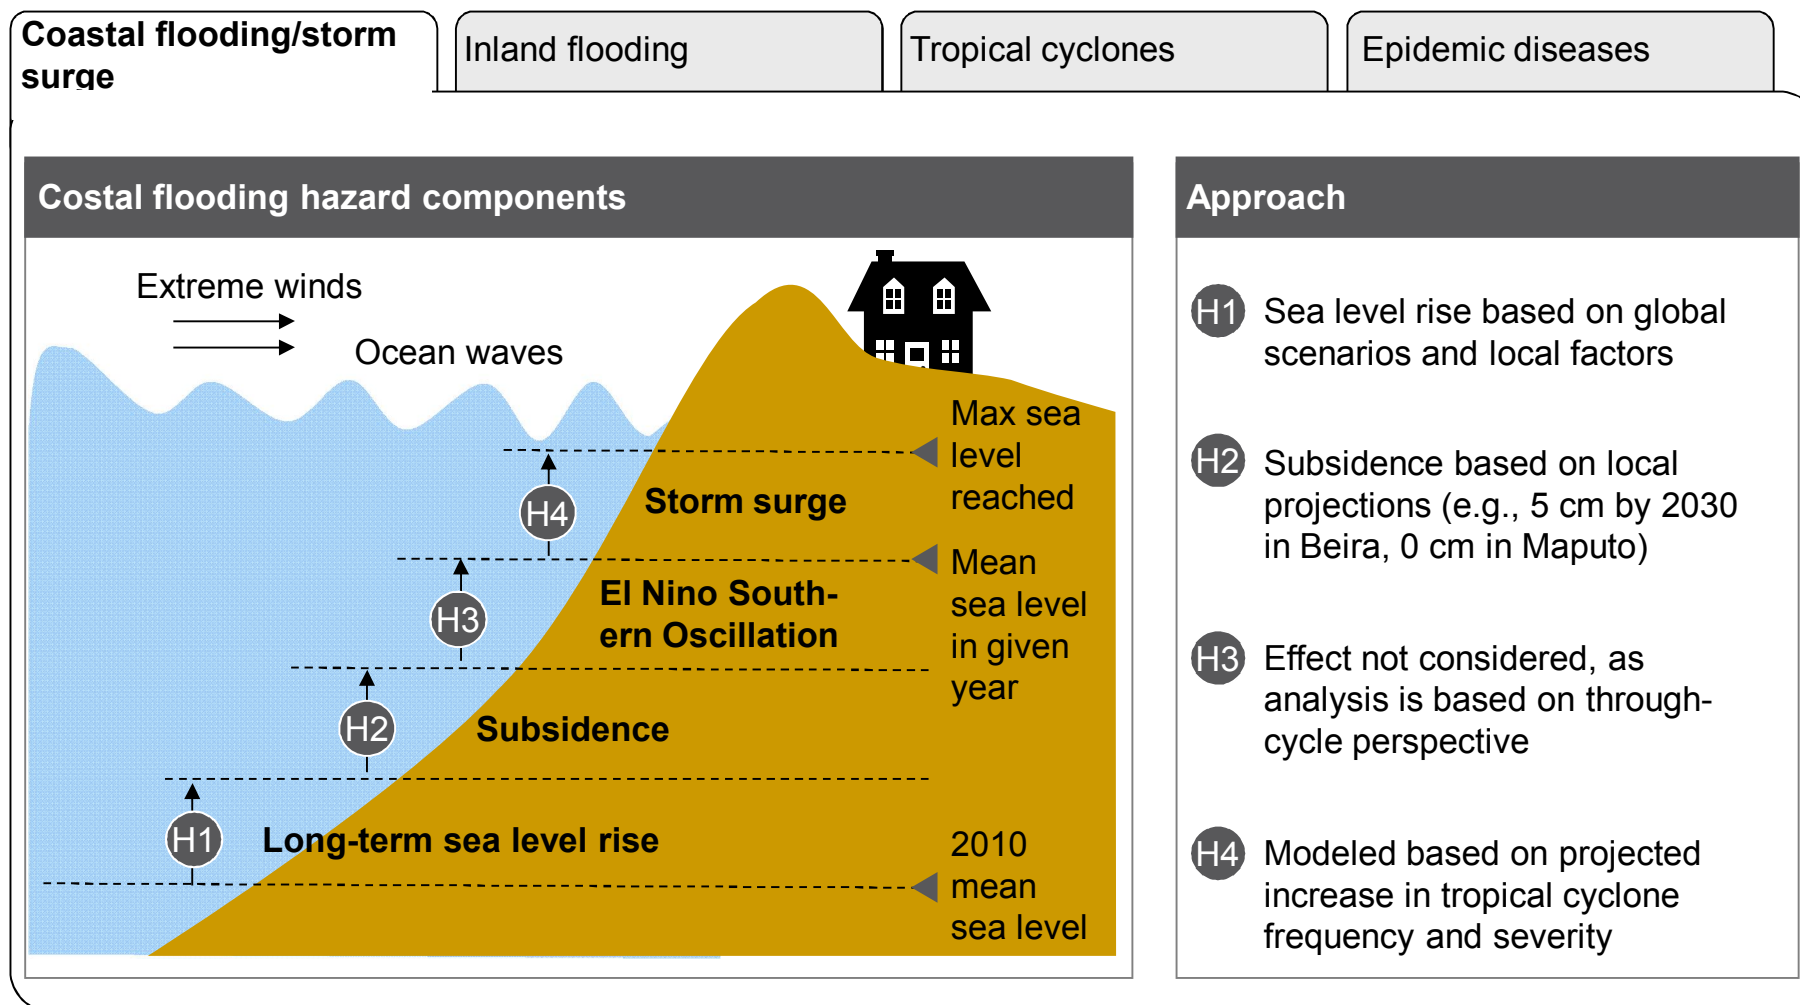 Coastal flooding/storm
surge
Inland flooding
Tropical cyclones
Epidemic diseases
Costal flooding hazard components
Extreme winds
Ocean waves
Max sea
level
reached
H4
Storm surge
Mean
sea level
in given
year
H3
El Nino South-
ern Oscillation
H2
Subsidence
H1
Long-term sea level rise
2010
mean
sea level
Approach
H1 Sea level rise based on global
scenarios and local factors
H2 Subsidence based on local
projections (e.g., 5 cm by 2030
in Beira, 0 cm in Maputo)
H3 Effect not considered, as
analysis is based on through-
cycle perspective
H4 Modeled based on projected
increase in tropical cyclone
frequency and severity